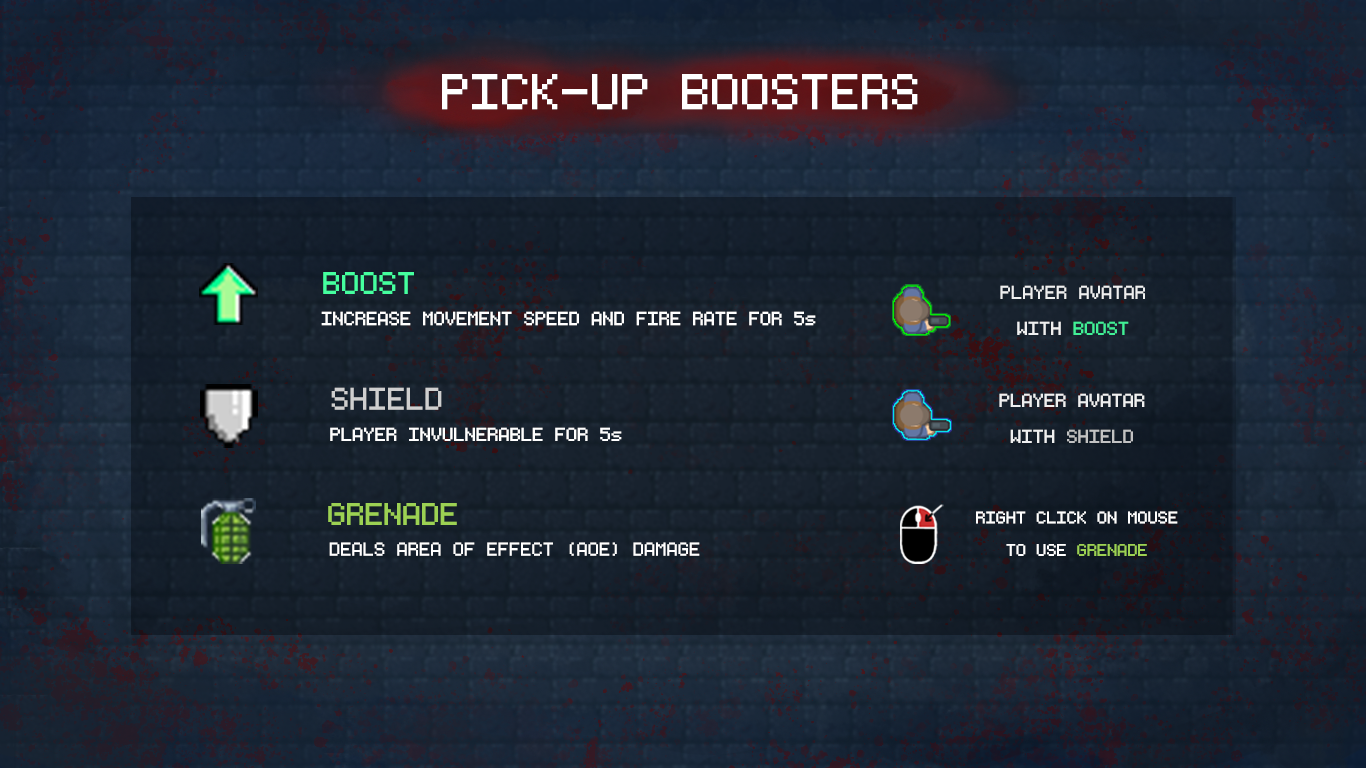 PICK-UP BOOSTERS
BOOST
INCREASE MOVEMENT SPEED AND FIRE RATE FOR 5s
PLAYER AVATAR
WITH BOOST
SHIELD
PLAYER INVULNERABLE FOR 5s
PLAYER AVATAR
WITH SHIELD
GRENADE
DEALS AREA OF EFFECT (AOE) DAMAGE
RIGHT CLICK ON MOUSE
TO USE GRENADE